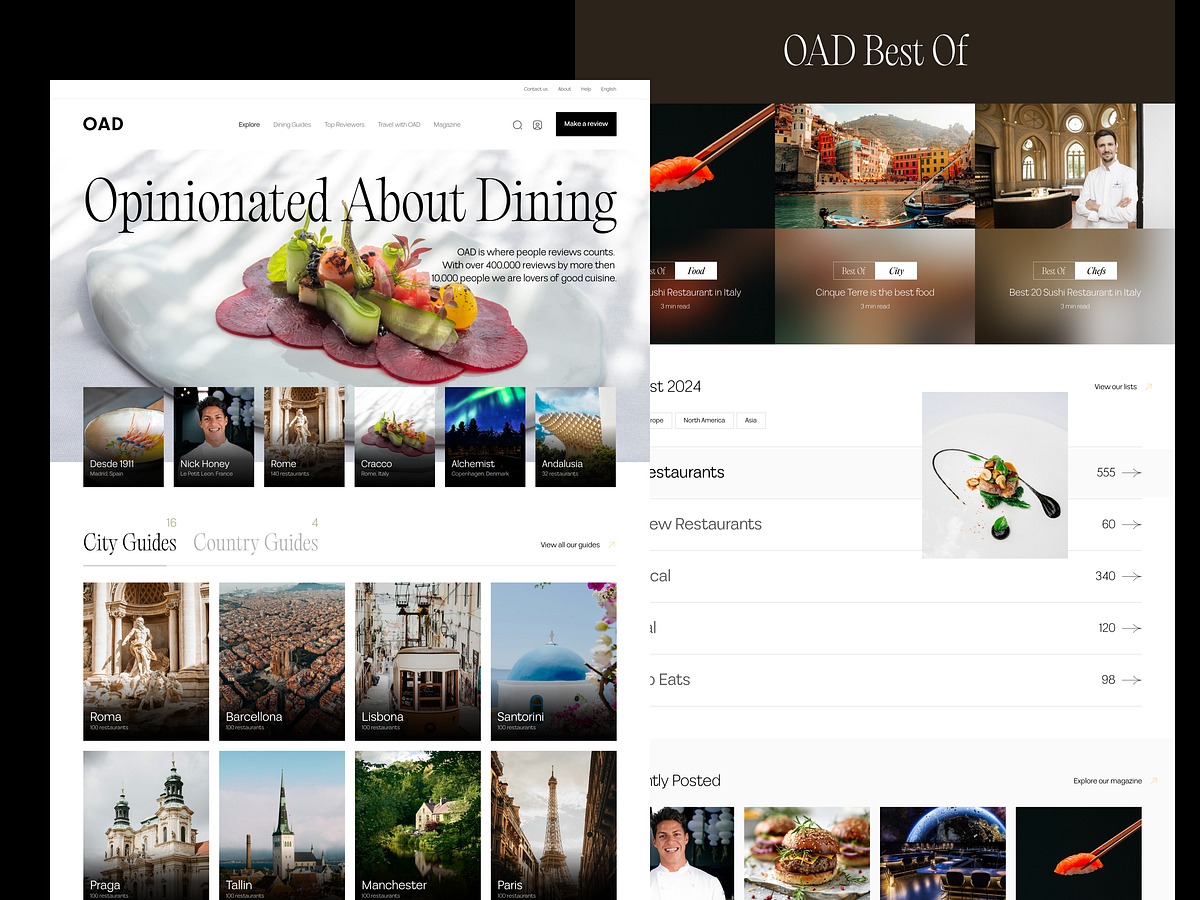 OAD Best Of
Contact us About Help English
OAD
Explore Dining Guides Top Reviewers Travel with OAD Magazine
Make a review
Opinionated About Dining
OAD is where people reviews counts.
With over 400.000 reviews by more then
10.000 people we are lovers of good cuisine.
Desde 1911
Madrid, Spain
Nick Honey
Le Petit Leon, France
Rome
140 restaurants
Cracco
Rome, Italy
Alchemist
Copenhagen, Denmark
Andalusia
32 restaurants
16
City Guides
4
Country Guides
View all our guides
Roma
100 restaurants
Barcellona
100 restaurants
Lisbona
100 restaurants
Santorini
100 restaurants
Praga
100 restaurants
Tallin
100 restaurants
Manchester
100 restaurants
Paris
100 restaurants
st Of Food
ushi Restaurant in Italy
3 min read
Best Of City
Cinque Terre is the best food
3 min read
Best Of Chefs
Best 20 Sushi Restaurant in Italy
3 min read
st 2024
View our lists
rope North America Asia
estaurants 555
ew Restaurants 60
cal 340
al 120
o Eats 98
ntly Posted
Explore our magazine